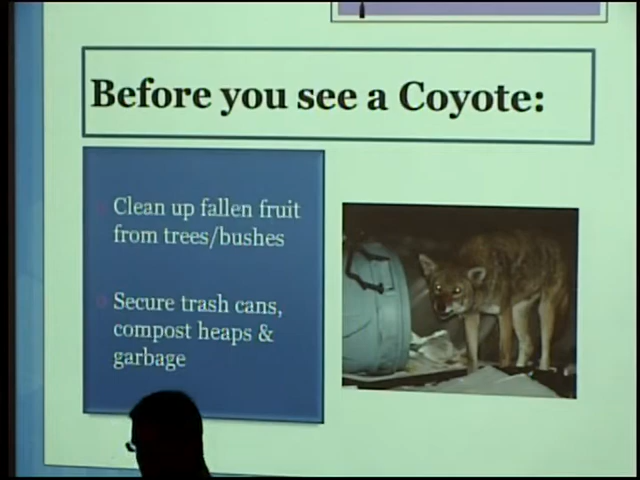 Before you see a Coyote:
Clean up fallen fruit
from trees/bushes
Secure trash cans,
compost heaps &
garbage